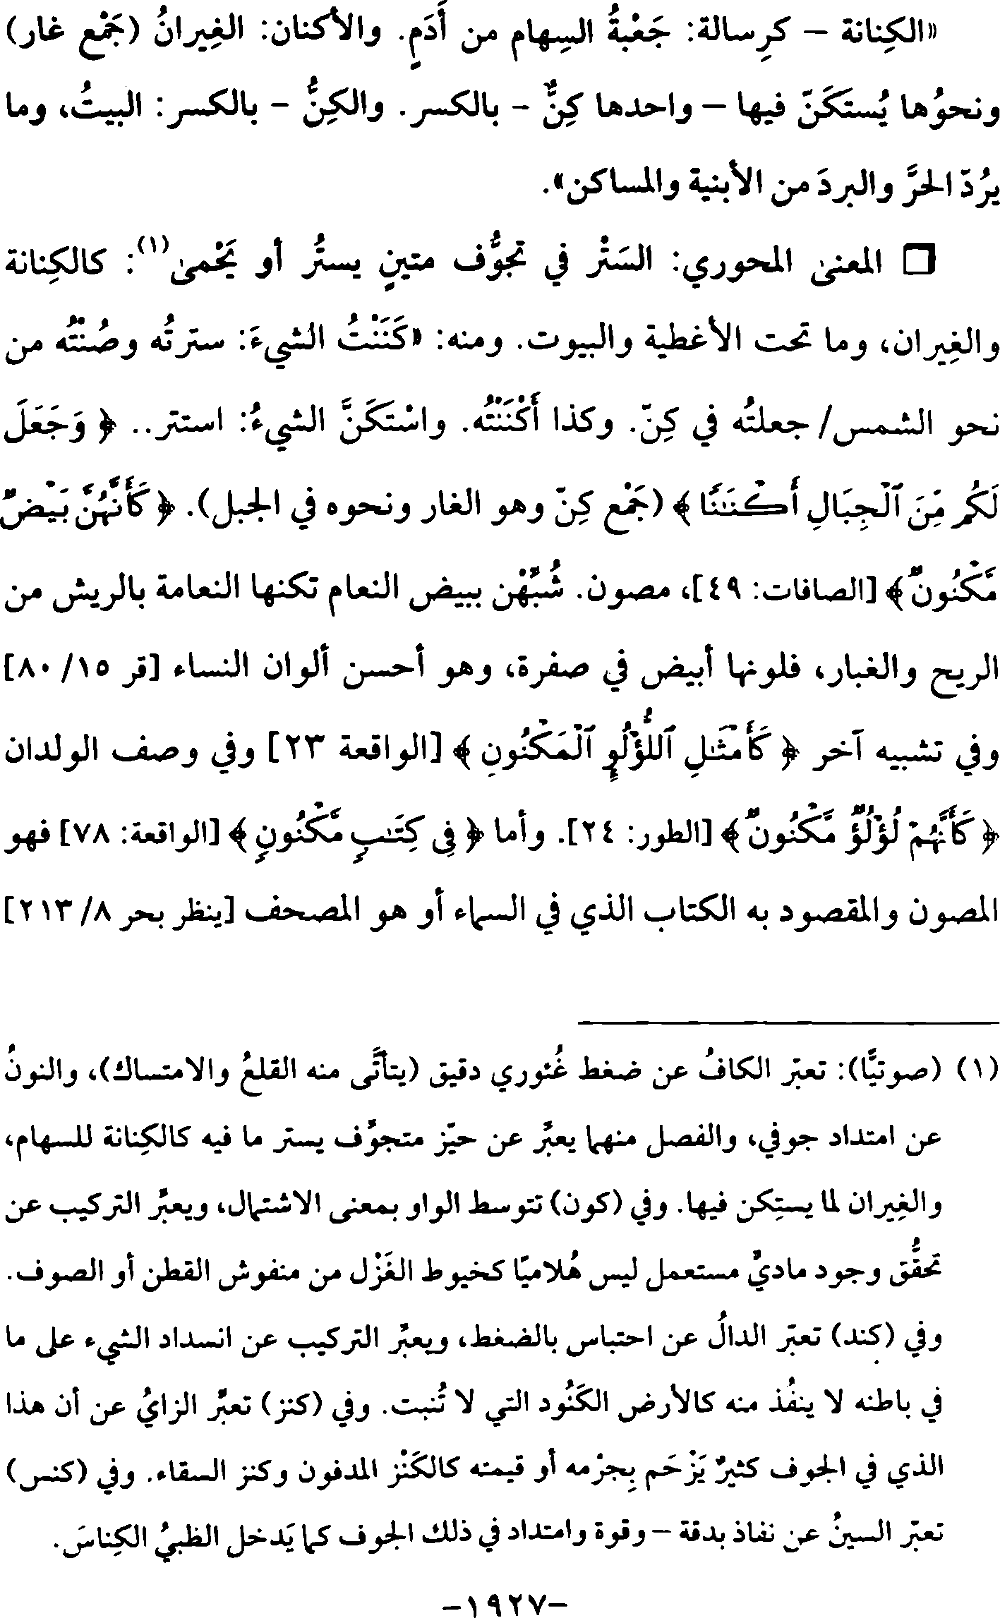 «الكِنانة – كرِسالة: جَعْبةُ السِهام من أَدَمٍ. والأكنان: الغِيرانُ (جَمْع غار)
ونحوُها يُستكَنّ فيها – واحدها كِنٌّ - بالكسر. والكِنُّ - بالكسر: البيتُ، وما
يرُدّ الحرَّ والبردَ من الأبنية والمساكن».
□ المعنى المحوري: السَتْر في تجوُّف متينٍ يستُر أو يَحْمىٰ(١): كالكِنانة
والغِيران، وما تحت الأغطية والبيوت. ومنه: «كَنَنْتُ الشيءَ: سترتُه وصُنْتُه من
نحو الشمس/ جعلتُه في كِنّ. وكذا أَكْنَنْتُه. واسْتَكَنَّ الشيءُ: استتر.. ﴿ وَجَعَلَ
لَكُم مِّنَ ٱلْجِبَالِ أَكْنَـٰنًا ﴾ (جَمْع كِنّ وهو الغار ونحوه في الجبل). ﴿ كَأَنَّهُنَّ بَيْضٌ
مَّكْنُونٌ ﴾ [الصافات: ٤٩]، مصون. شُبِّهْن ببيض النعام تكنها النعامة بالريش من
الريح والغبار، فلونها أبيض في صفرة، وهو أحسن ألوان النساء [قر ١٥/ ٨٠]
وفي تشبيه آخر ﴿ كَأَمْثَـٰلِ ٱللُّؤْلُوِٕ ٱلْمَكْنُونِ ﴾ [الواقعة ٢٣] وفي وصف الولدان
﴿ كَأَنَّهُمْ لُؤْلُؤٌ مَّكْنُونٌ ﴾ [الطور: ٢٤]. وأما ﴿ فِى كِتَـٰبٍ مَّكْنُونٍ ﴾ [الواقعة: ٧٨] فهو
المصون والمقصود به الكتاب الذي في السماء أو هو المصحف [ينظر بحر ٨/ ٢١٣]
(١) (صوتيًّا): تعبّر الكافُ عن ضغط غُئوري دقيق (يتأتَّى منه القلعُ والامتساك)، والنونُ
عن امتداد جوفي، والفصل منهما يعبَّر عن حيّز متجوِّف يستر ما فيه كالكِنانة للسهام،
والغِيران لما يستِكن فيها. وفي (كون) تتوسط الواو بمعنى الاشتمال، ويعبَّر التركيب عن
تحقُّق وجود ماديٍّ مستعمل ليس هُلاميًا كخيوط الغَزْل من منفوش القطن أو الصوف.
وفي (كند) تعبّر الدالُ عن احتباس بالضغط، ويعبَّر التركيب عن انسداد الشيء على ما
في باطنه لا ينفُذ منه كالأرض الكَنُود التي لا تُنبت. وفي (كنز) تعبَّر الزايُ عن أن هذا
الذي في الجوف كثيرٌ يَزْحَم بِجرْمه أو قيمته كالكَنْز المدفون وكنز السقاء. وفي (كنس)
تعبّر السينُ عن نفاذ بدقة – وقوة وامتداد في ذلك الجوف كما يَدخل الظبيُ الكِناسَ.
-١٩٢٧-